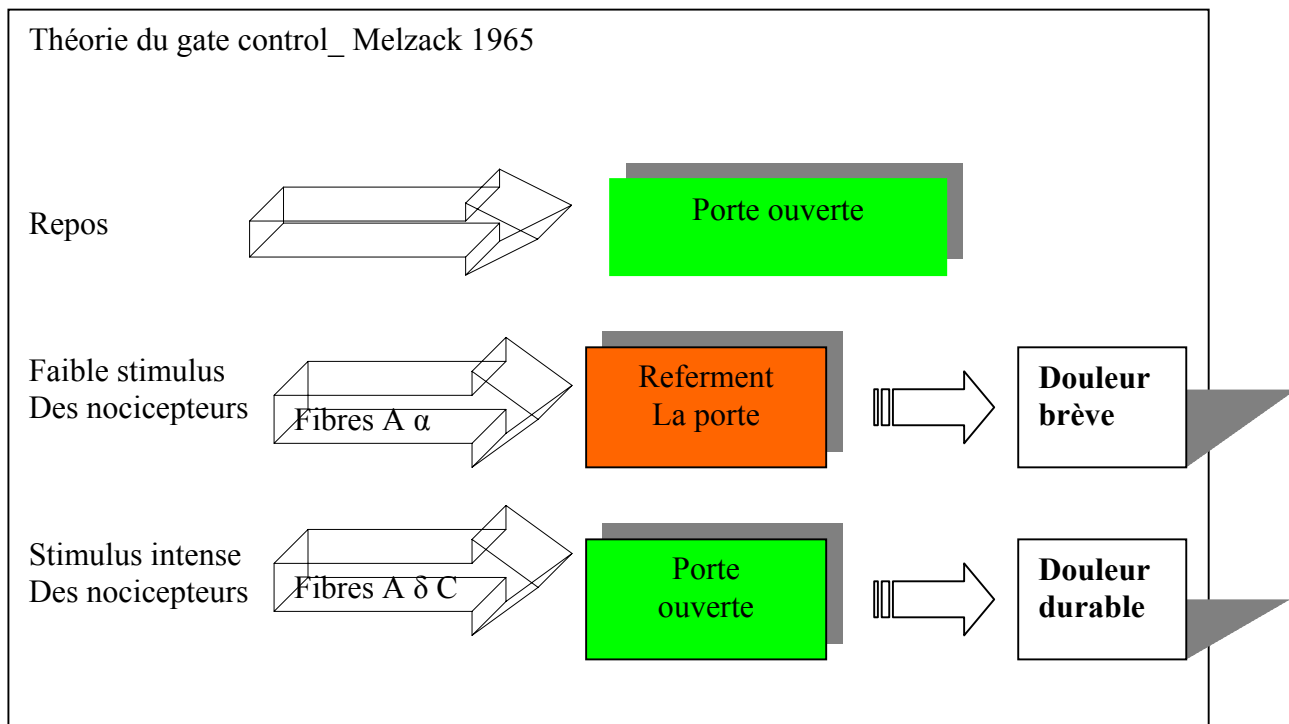 Théorie du gate control_ Melzack 1965
Repos
Porte ouverte
Faible stimulus
Des nocicepteurs
Fibres A α
Referment
La porte
Douleur
brève
Stimulus intense
Des nocicepteurs
Fibres A δ C
Porte
ouverte
Douleur
durable